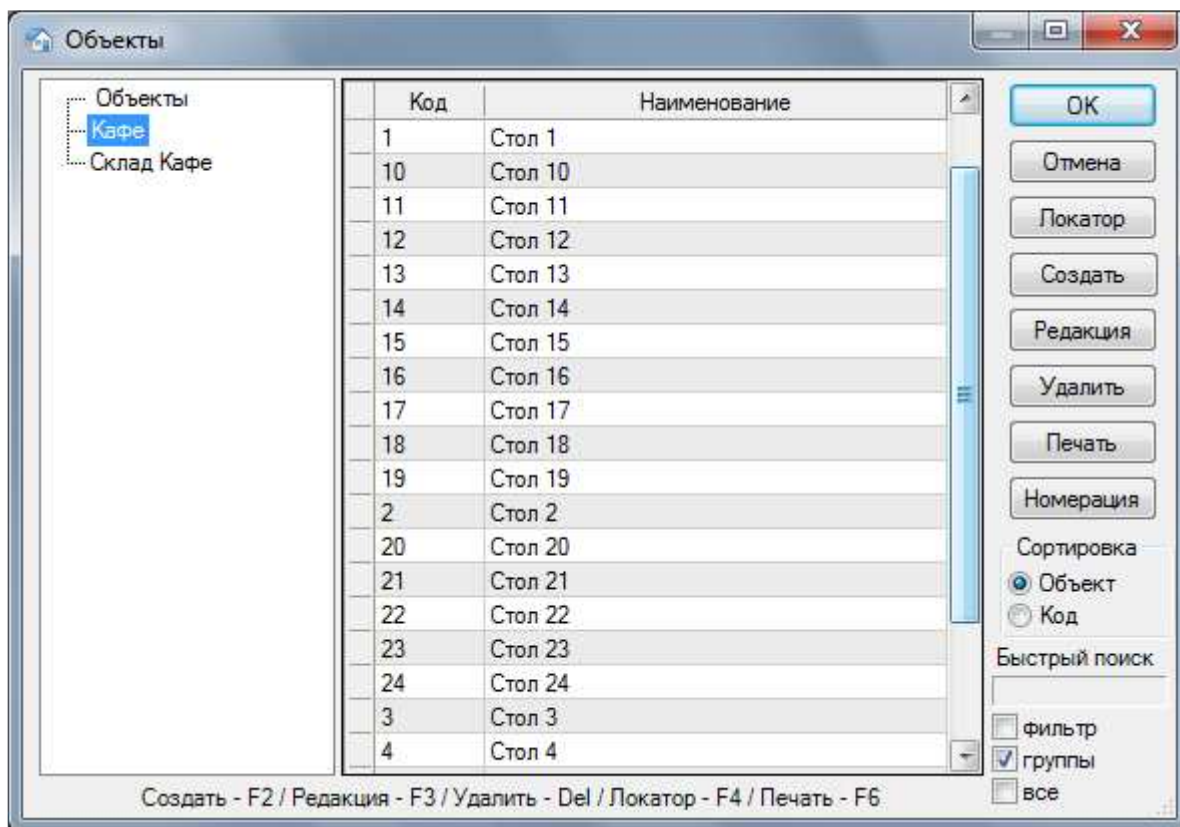 Объекты
Объекты
Кафе
Склад Кафе
Код Наименование
1 Стол 1
10 Стол 10
11 Стол 11
12 Стол 12
13 Стол 13
14 Стол 14
15 Стол 15
16 Стол 16
17 Стол 17
18 Стол 18
19 Стол 19
2 Стол 2
20 Стол 20
21 Стол 21
22 Стол 22
23 Стол 23
24 Стол 24
3 Стол 3
4 Стол 4
OK
Отмена
Локатор
Создать
Редакция
Удалить
Печать
Номерация
Сортировка
Объект
Код
Быстрый поиск
фильтр
группы
все
Создать - F2 / Редакция - F3 / Удалить - Del / Локатор - F4 / Печать - F6